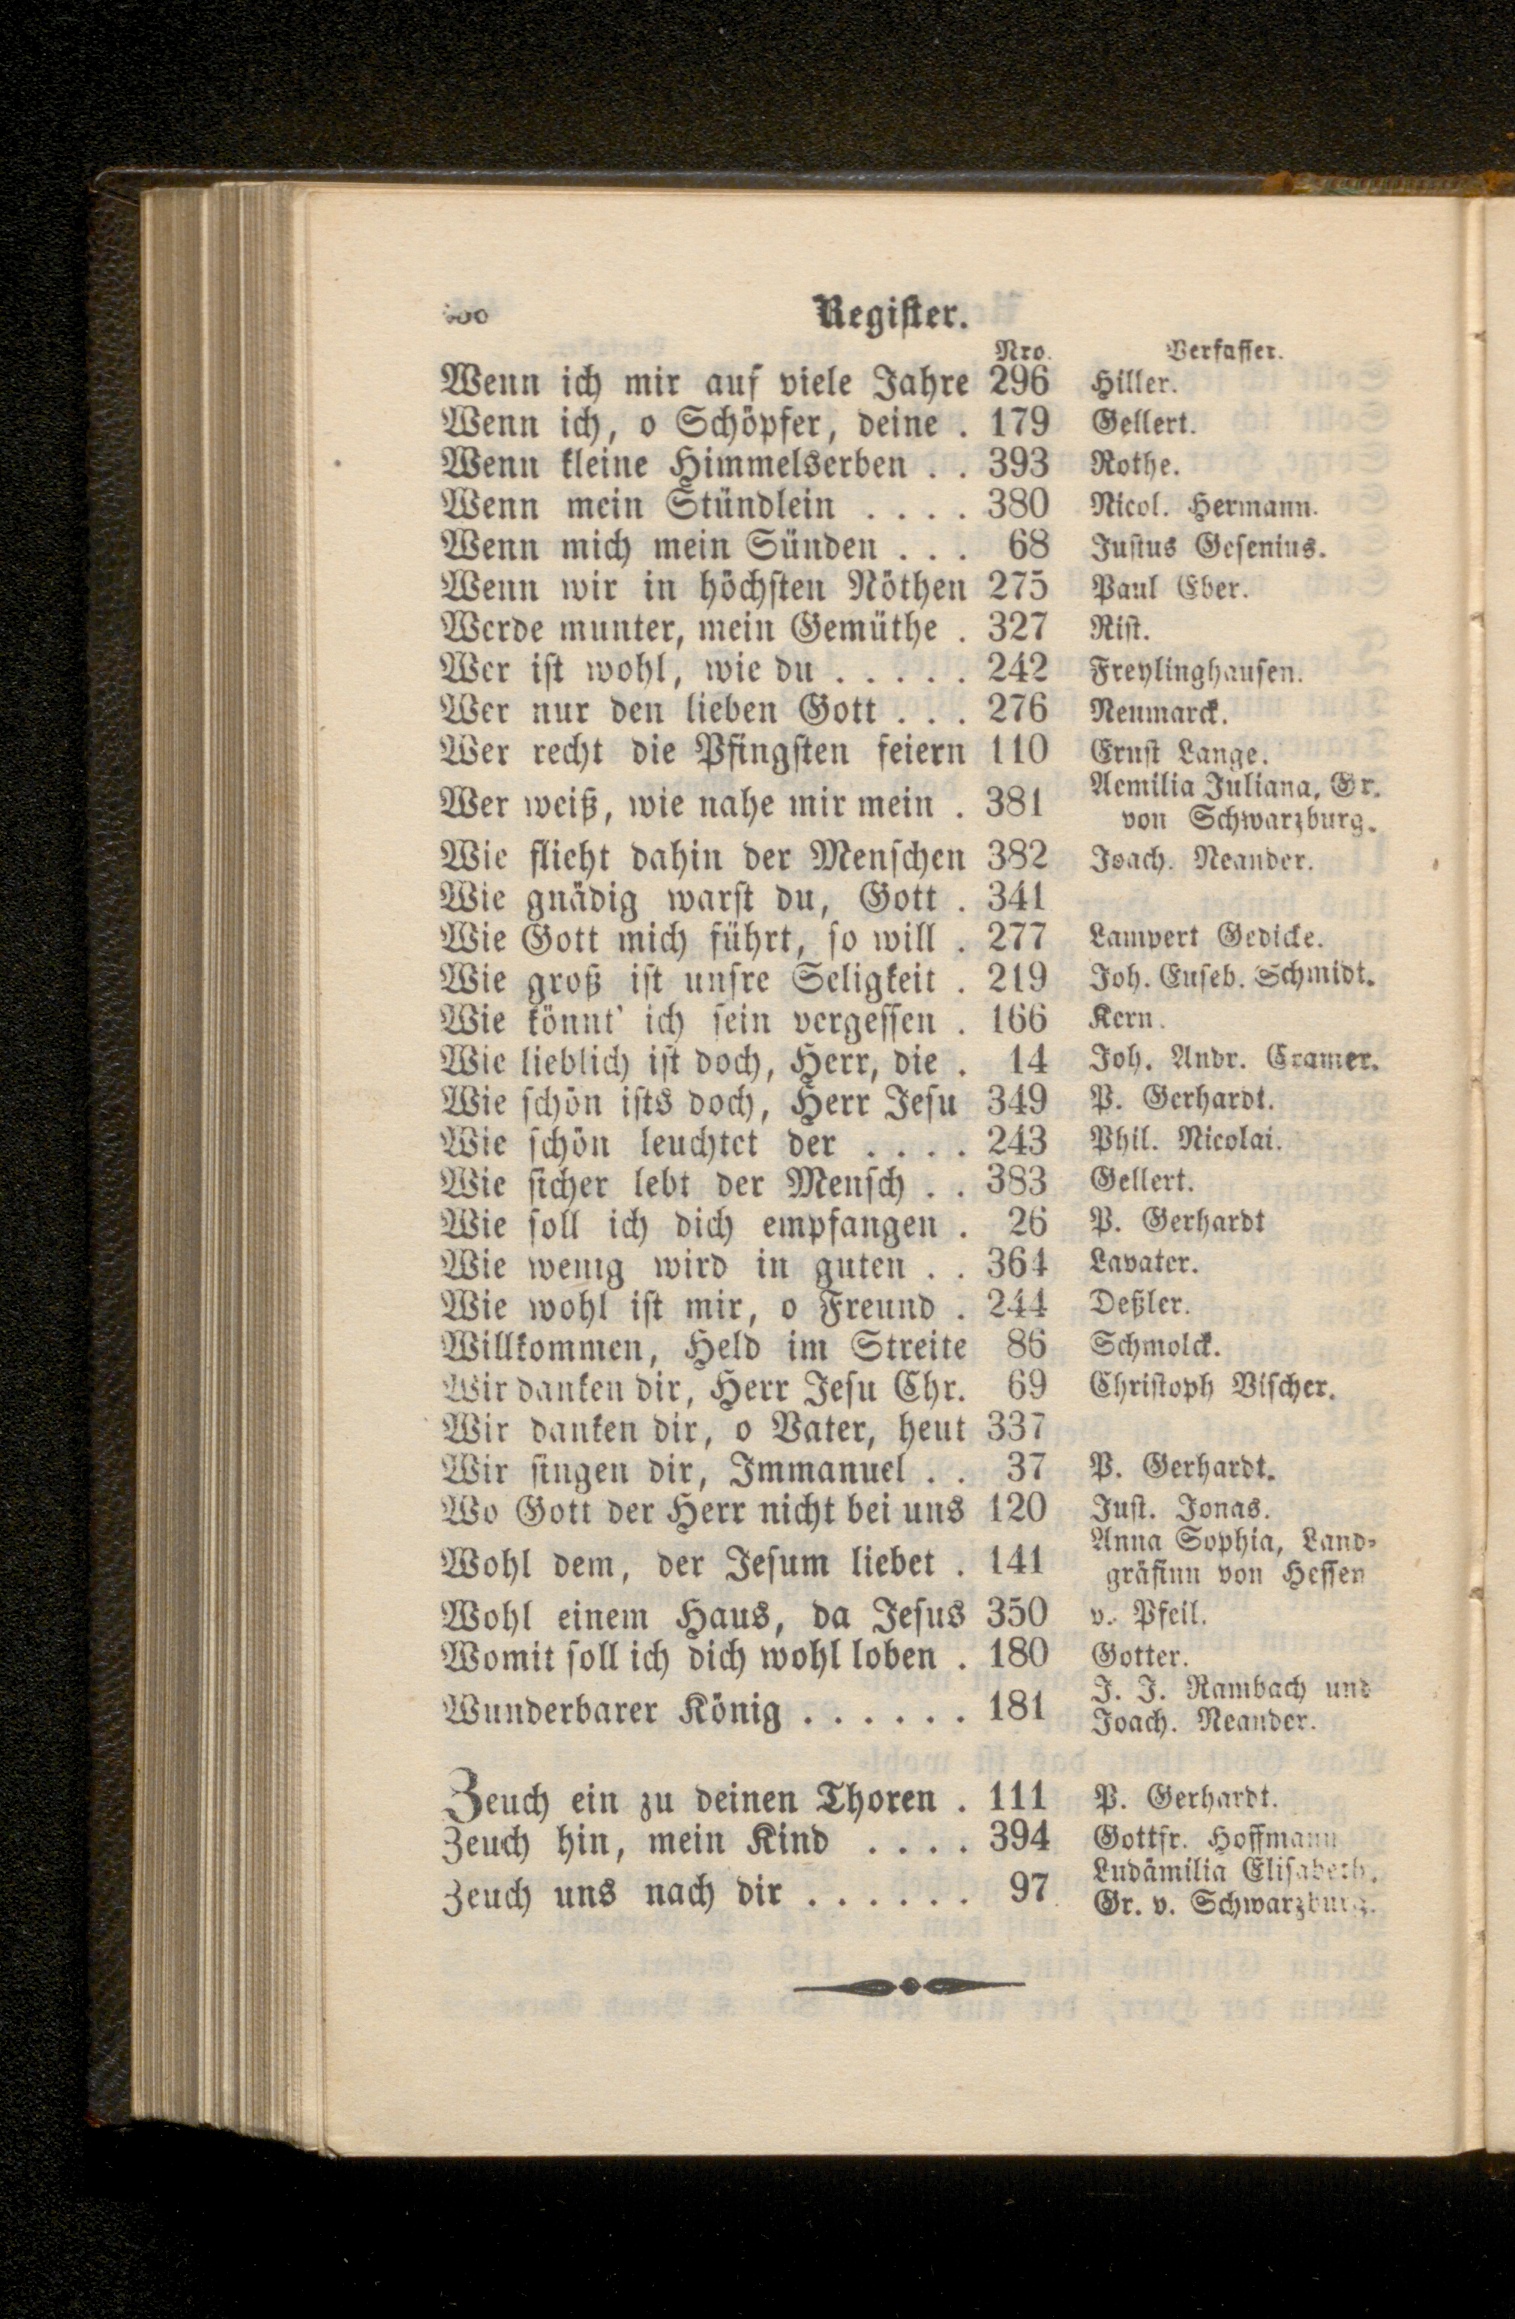 Register.
Nro. Verfasser.
Wenn ich mir auf viele Jahre 296 Hiller.
Wenn ich, o Schöpfer, deine . 179 Gellert.
Wenn kleine Himmelserben . . 393 Rothe.
Wenn mein Stündlein . . . . 380 Nicol. Hermann.
Wenn mich mein Sünden . . . 68 Justus Gesenius.
Wenn wir in höchsten Nöthen 275 Paul Eber.
Werde munter, mein Gemüthe . 327 Rist.
Wer ist wohl, wie du . . . . . 242 Freylinghausen.
Wer nur den lieben Gott . . . 276 Neumarck.
Wer recht die Pfingsten feiern 110 Ernst Lange.
Wer weiß, wie nahe mir mein . 381 Aemilia Juliana, Gr.
von Schwarzburg.
Wie flieht dahin der Menschen 382 Joach. Neander.
Wie gnädig warst du, Gott . 341
Wie Gott mich führt, so will . 277 Lampert Gedicke.
Wie groß ist unsre Seligkeit . 219 Joh. Euseb. Schmidt.
Wie könnt' ich sein vergessen . 166 Kern.
Wie lieblich ist doch, Herr, die . 14 Joh. Andr. Cramer.
Wie schön ists doch, Herr Jesu 349 P. Gerhardt.
Wie schön leuchtet der . . . . 243 Phil. Nicolai.
Wie sicher lebt der Mensch . . 383 Gellert.
Wie soll ich dich empfangen . 26 P. Gerhardt
Wie wenig wird in guten . . 364 Lavater.
Wie wohl ist mir, o Freund . 244 Deßler.
Willkommen, Held im Streite 86 Schmolck.
Wir danken dir, Herr Jesu Chr. 69 Christoph Vischer.
Wir danken dir, o Vater, heut 337
Wir singen dir, Immanuel . . 37 P. Gerhardt.
Wo Gott der Herr nicht bei uns 120 Just. Jonas.
Wohl dem, der Jesum liebet . 141 Anna Sophia, Land-
gräfinn von Hessen
Wohl einem Haus, da Jesus 350 v. Pfeil.
Womit soll ich dich wohl loben . 180 Gotter.
Wunderbarer König . . . . . . 181 J. J. Rambach und
Joach. Neander.
Zeuch ein zu deinen Thoren . 111 P. Gerhardt.
Zeuch hin, mein Kind . . . . 394 Gottfr. Hoffmann
Zeuch uns nach dir . . . . . . 97 Ludämilia Elisabeth,
Gr. v. Schwarzburg.